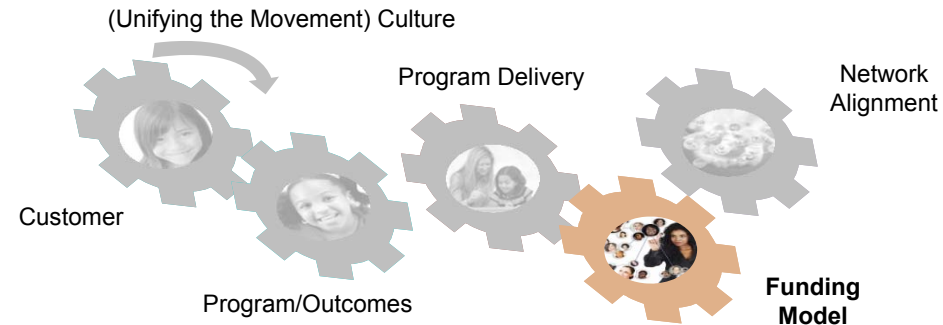 (Unifying the Movement) Culture
Program Delivery
Network
Alignment
Customer
Program/Outcomes
Funding
Model